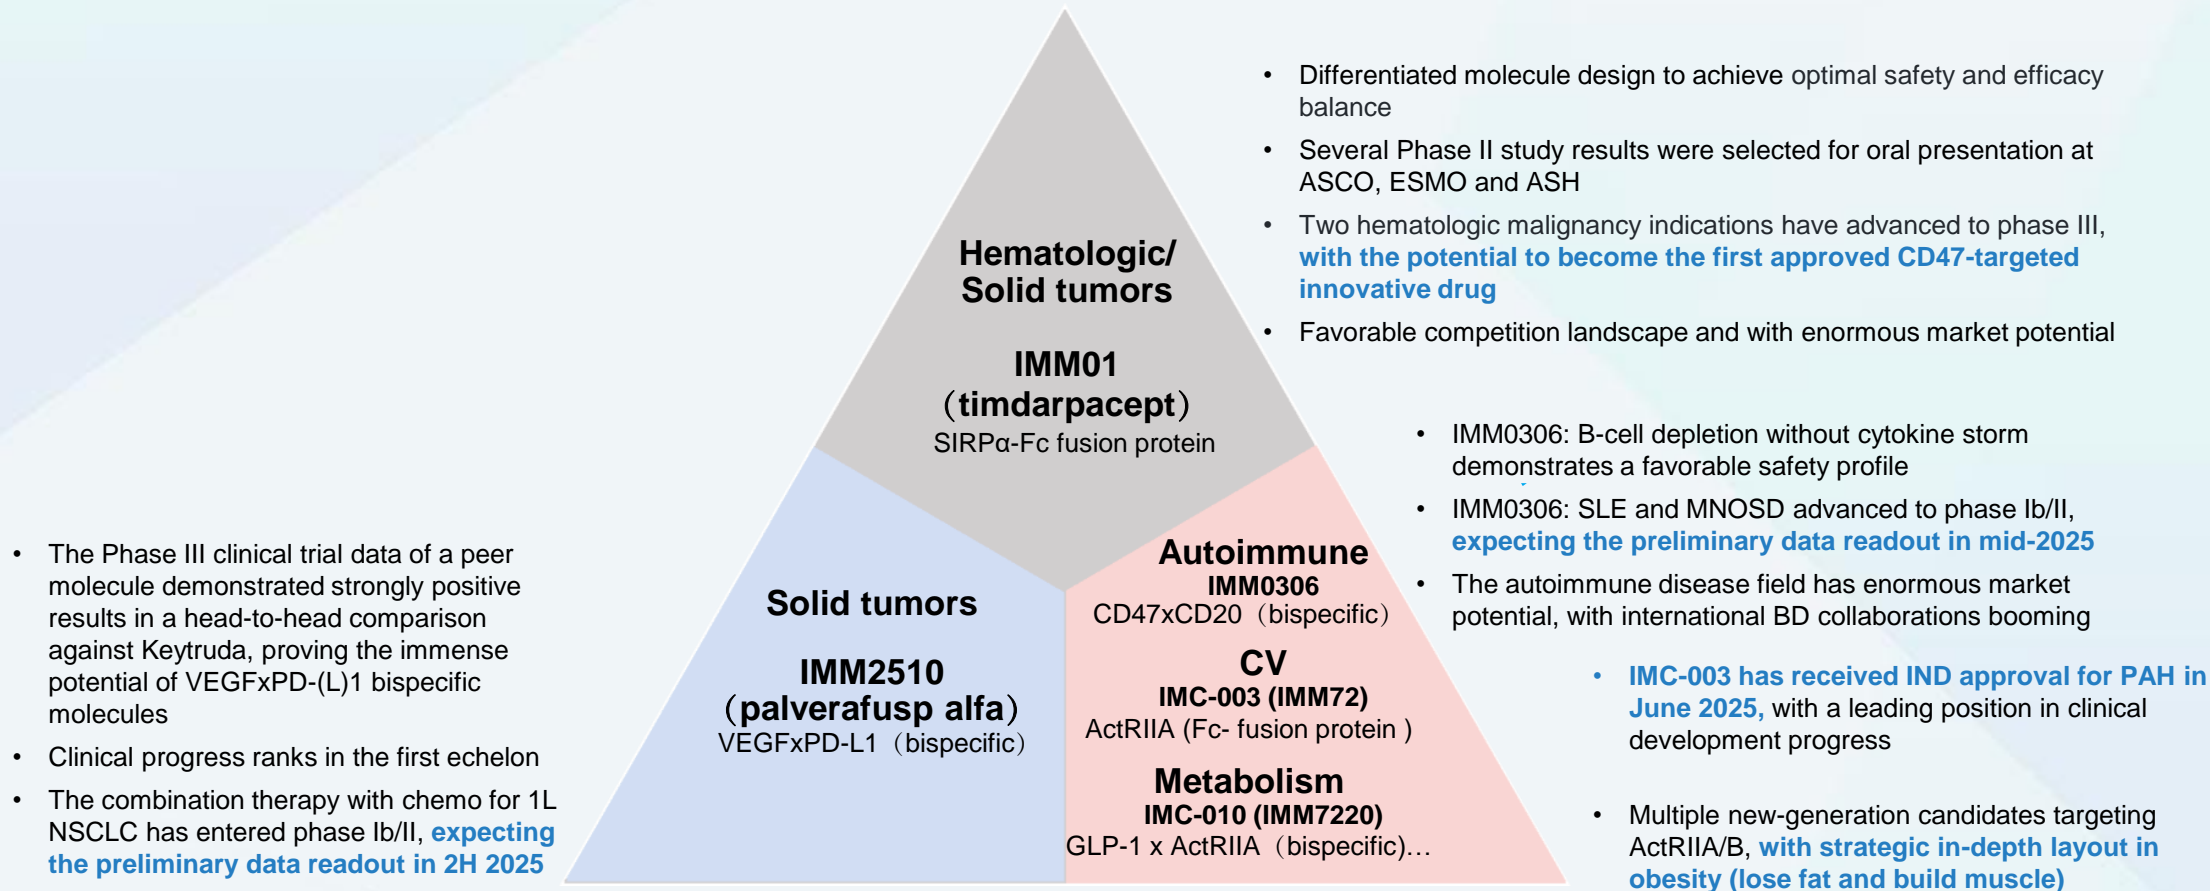 Hematologic/
Solid tumors
IMM01
（timdarpacept）
SIRPα-Fc fusion protein
• Differentiated molecule design to achieve optimal safety and efficacy
balance
• Several Phase II study results were selected for oral presentation at
ASCO, ESMO and ASH
• Two hematologic malignancy indications have advanced to phase III,
with the potential to become the first approved CD47-targeted
innovative drug
• Favorable competition landscape and with enormous market potential
• The Phase III clinical trial data of a peer
molecule demonstrated strongly positive
results in a head-to-head comparison
against Keytruda, proving the immense
potential of VEGFxPD-(L)1 bispecific
molecules
• Clinical progress ranks in the first echelon
• The combination therapy with chemo for 1L
NSCLC has entered phase Ib/II, expecting
the preliminary data readout in 2H 2025
Solid tumors
IMM2510
（palverafusp alfa）
VEGFxPD-L1（bispecific）
Autoimmune
IMM0306
CD47xCD20（bispecific）
CV
IMC-003 (IMM72)
ActRIIA (Fc- fusion protein )
Metabolism
IMC-010 (IMM7220)
GLP-1 x ActRIIA（bispecific)…
• IMM0306: B-cell depletion without cytokine storm
demonstrates a favorable safety profile
• IMM0306: SLE and MNOSD advanced to phase Ib/II,
expecting the preliminary data readout in mid-2025
• The autoimmune disease field has enormous market
potential, with international BD collaborations booming
• IMC-003 has received IND approval for PAH in
June 2025, with a leading position in clinical
development progress
• Multiple new-generation candidates targeting
ActRIIA/B, with strategic in-depth layout in
obesity (lose fat and build muscle)